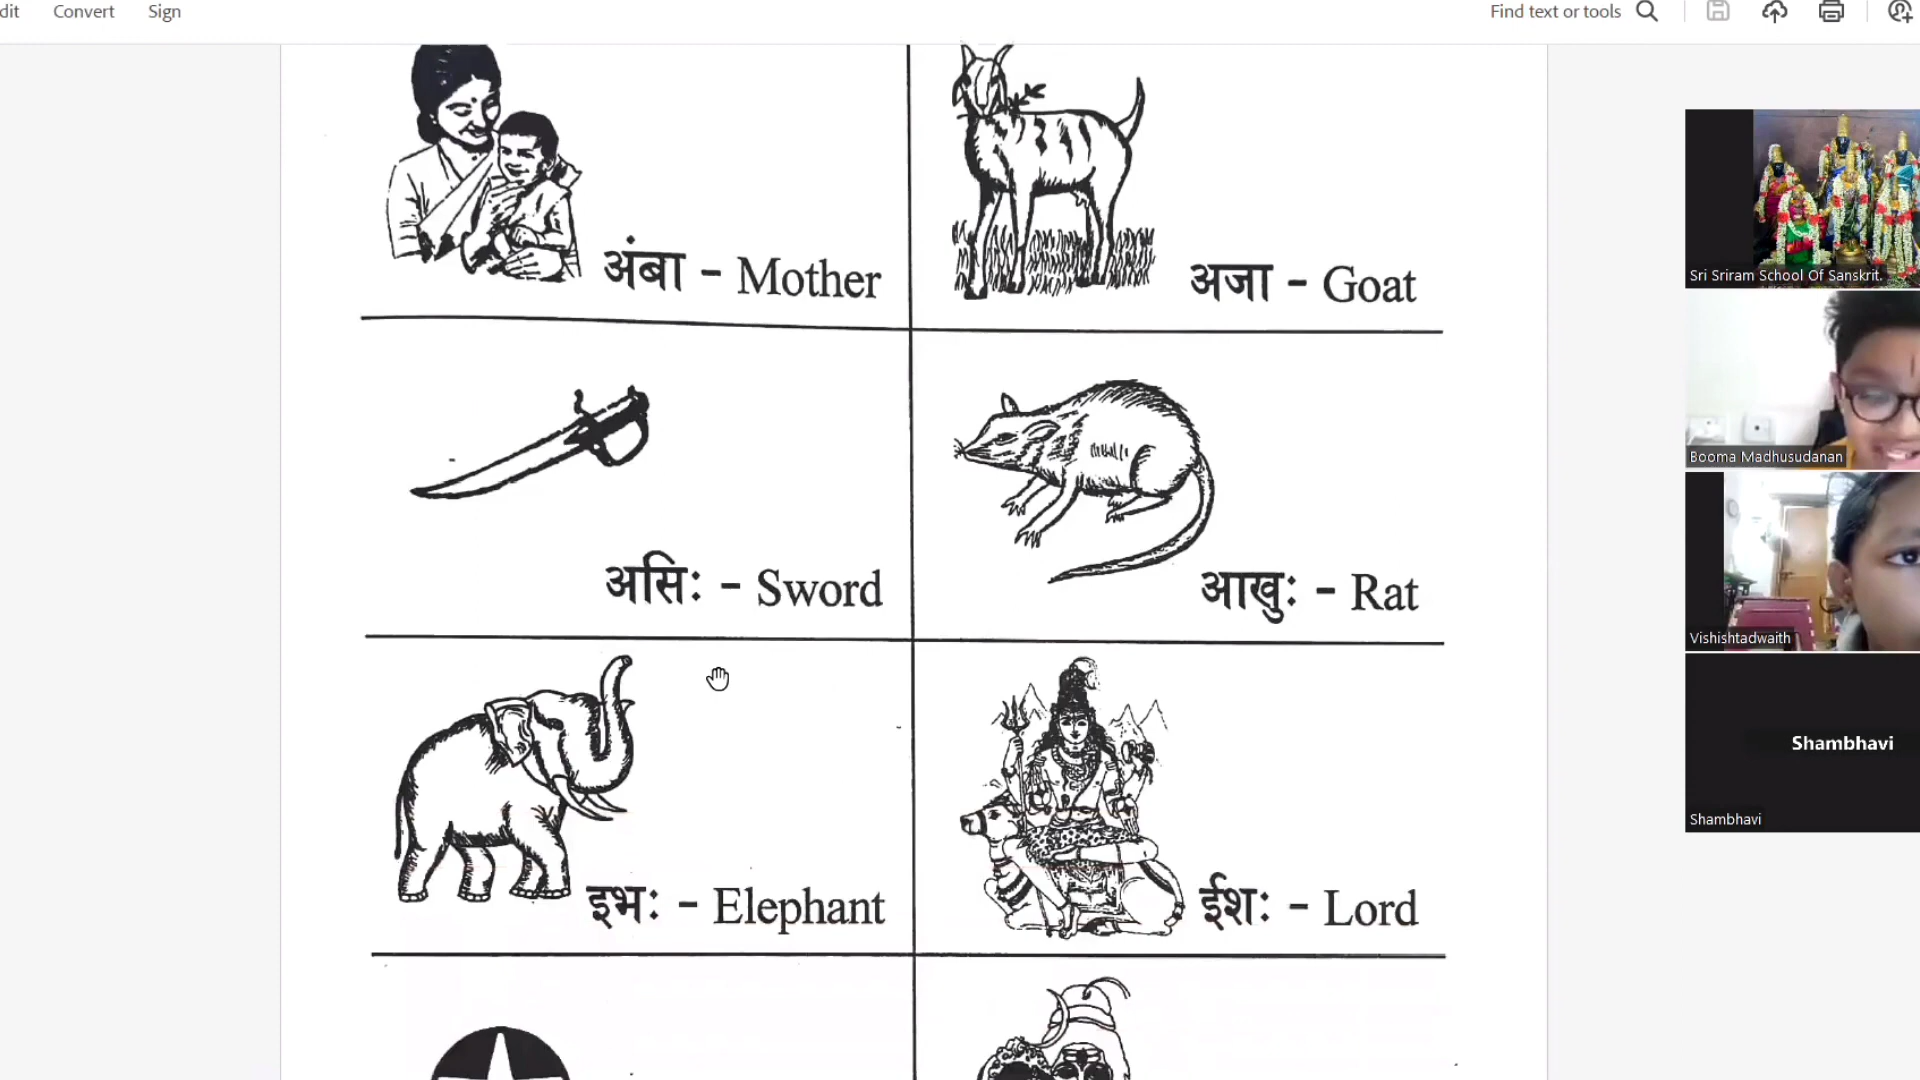 dit Convert Sign Find text or tools
अंबा - Mother
अजा - Goat
असिः - Sword
आखुः - Rat
इभः - Elephant
ईशः - Lord
Sri Sriram School Of Sanskrit.
Booma Madhusudanan
Vishishtadwaith
Shambhavi
Shambhavi